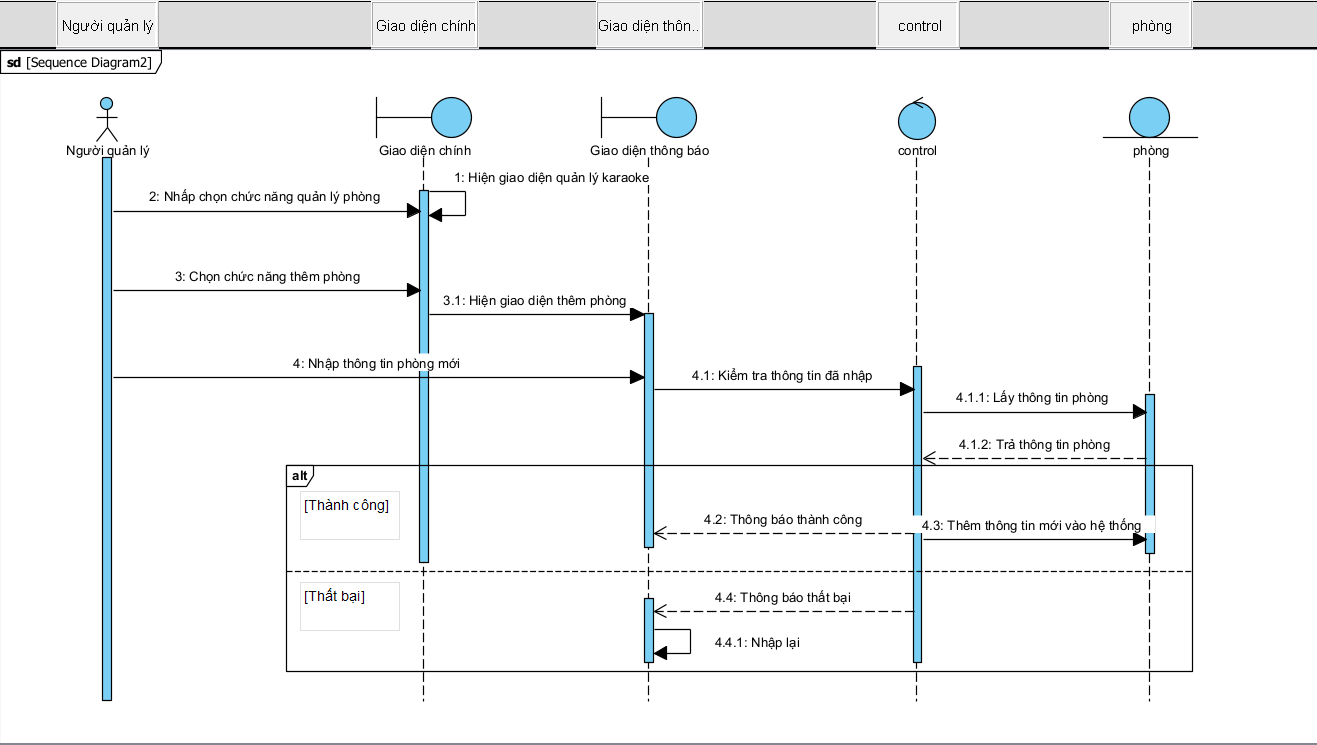 Người quản lý
Giao diện chính
Giao diện thôn..
control
phòng
sd [Sequence Diagram2]
Người quản lý
Giao diện chính
Giao diện thông báo
control
phòng
1: Hiện giao diện quản lý karaoke
2: Nhấp chọn chức năng quản lý phòng
3: Chọn chức năng thêm phòng
3.1: Hiện giao diện thêm phòng
4: Nhập thông tin phòng mới
4.1: Kiểm tra thông tin đã nhập
4.1.1: Lấy thông tin phòng
4.1.2: Trả thông tin phòng
alt
[Thành công]
4.2: Thông báo thành công
4.3: Thêm thông tin mới vào hệ thống
[Thất bại]
4.4: Thông báo thất bại
4.4.1: Nhập lại